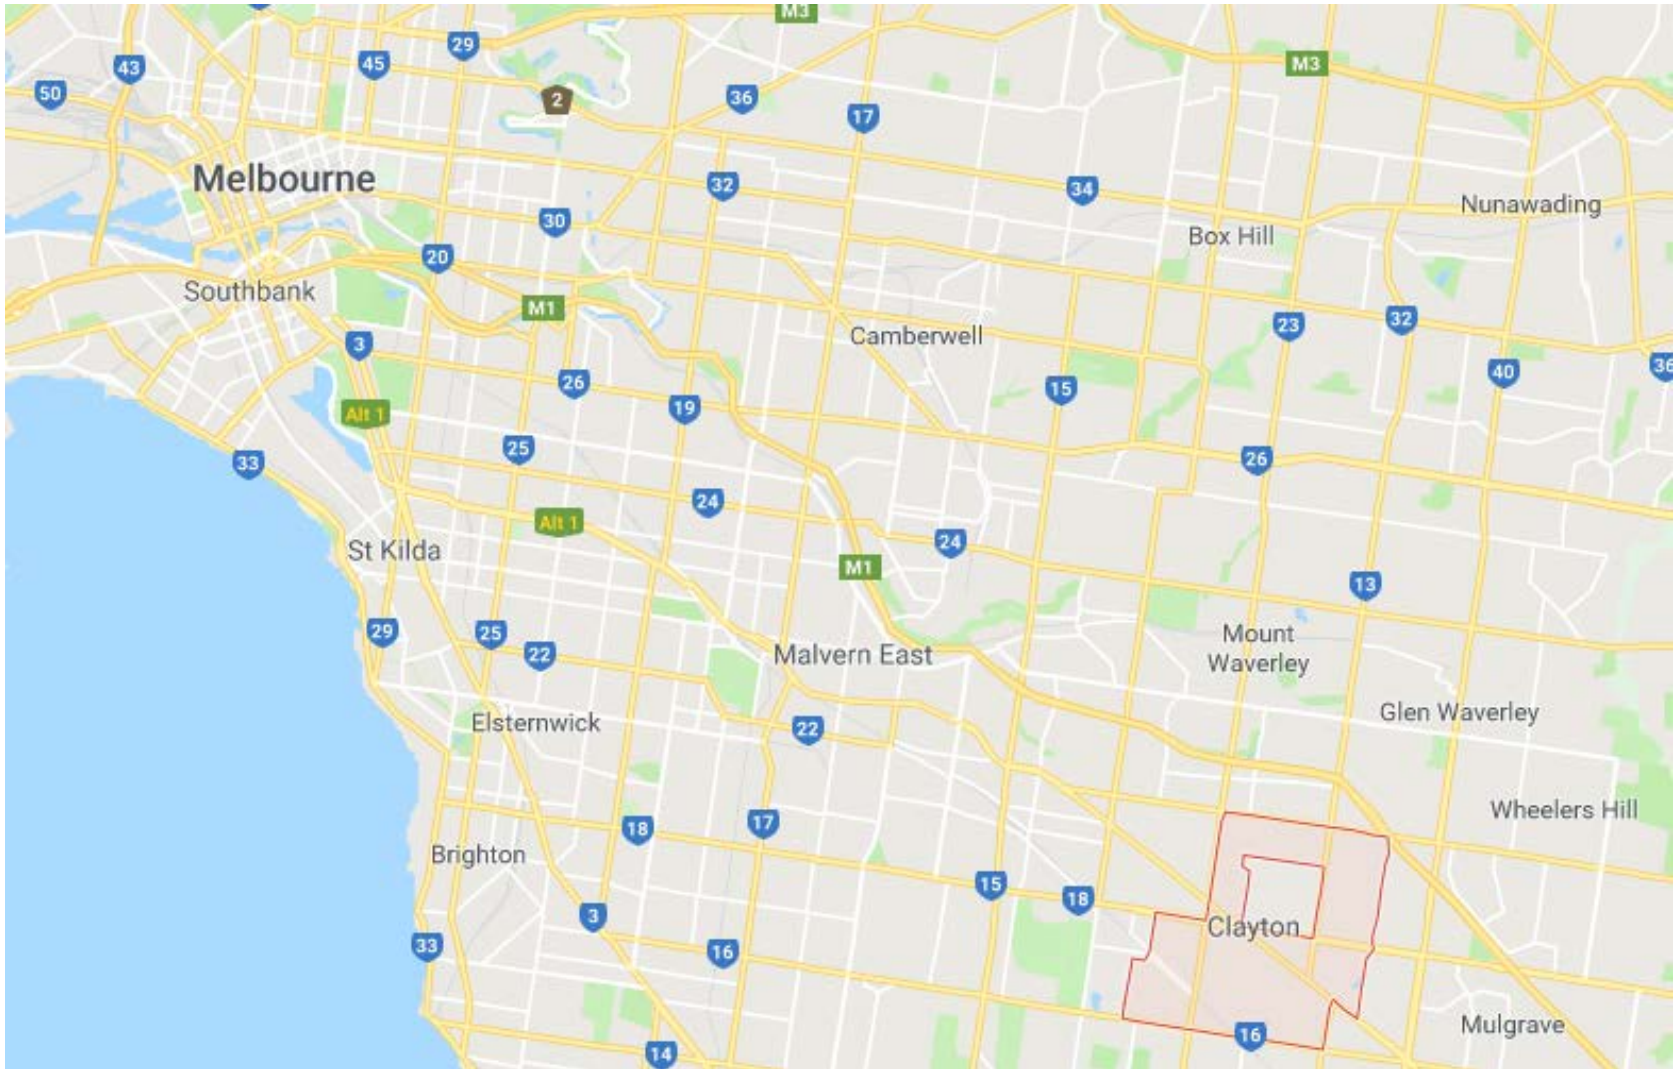 M3
29
43
45
M3
50
2
36
17
Melbourne
32
34
Nunawading
30
Box Hill
20
Southbank
M1
3
Camberwell
23
32
26
40
36
15
Alt 1
19
25
33
26
24
Alt 1
24
St Kilda
M1
13
29
25
22
Malvern East
Mount
Waverley
Glen Waverley
Elsternwick
22
Wheelers Hill
18
17
Brighton
15
18
3
Clayton
33
16
Mulgrave
16
14